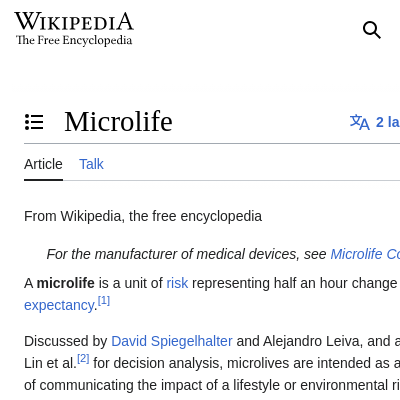 WIKIPEDIA
The Free Encyclopedia
Microlife
2 la
Article Talk
From Wikipedia, the free encyclopedia
For the manufacturer of medical devices, see Microlife Co
A microlife is a unit of risk representing half an hour change
expectancy.[1]
Discussed by David Spiegelhalter and Alejandro Leiva, and a
Lin et al.[2] for decision analysis, microlives are intended as a
of communicating the impact of a lifestyle or environmental ri